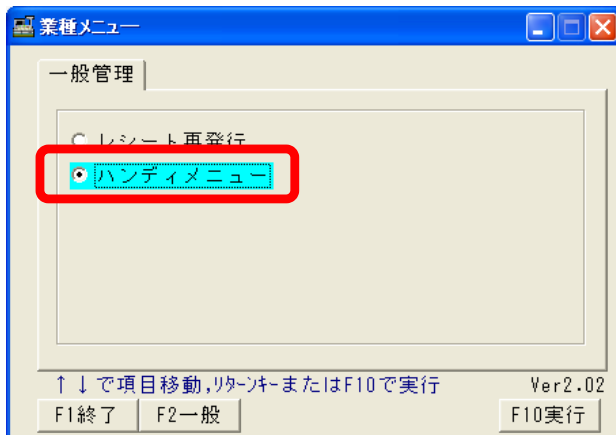 業種メニュー
一般管理
レシート再発行
ハンディメニュー
↑↓で項目移動,リターンキーまたはF10で実行 Ver2.02
F1終了 F2一般 F10実行